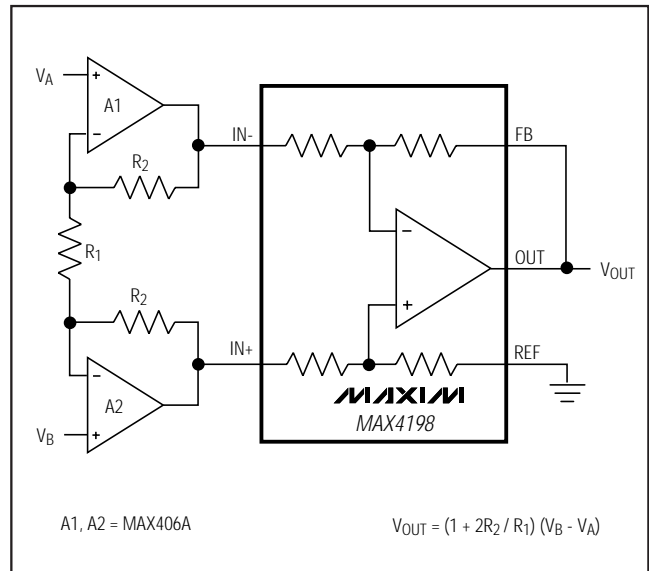 VA
+
A1
−
R2
IN-
FB
R1
−
OUT
VOUT
+
R2
IN+
REF
−
A2
MAXIM
MAX4198
VB
+
A1, A2 = MAX406A
VOUT = (1 + 2R2 / R1) (VB - VA)